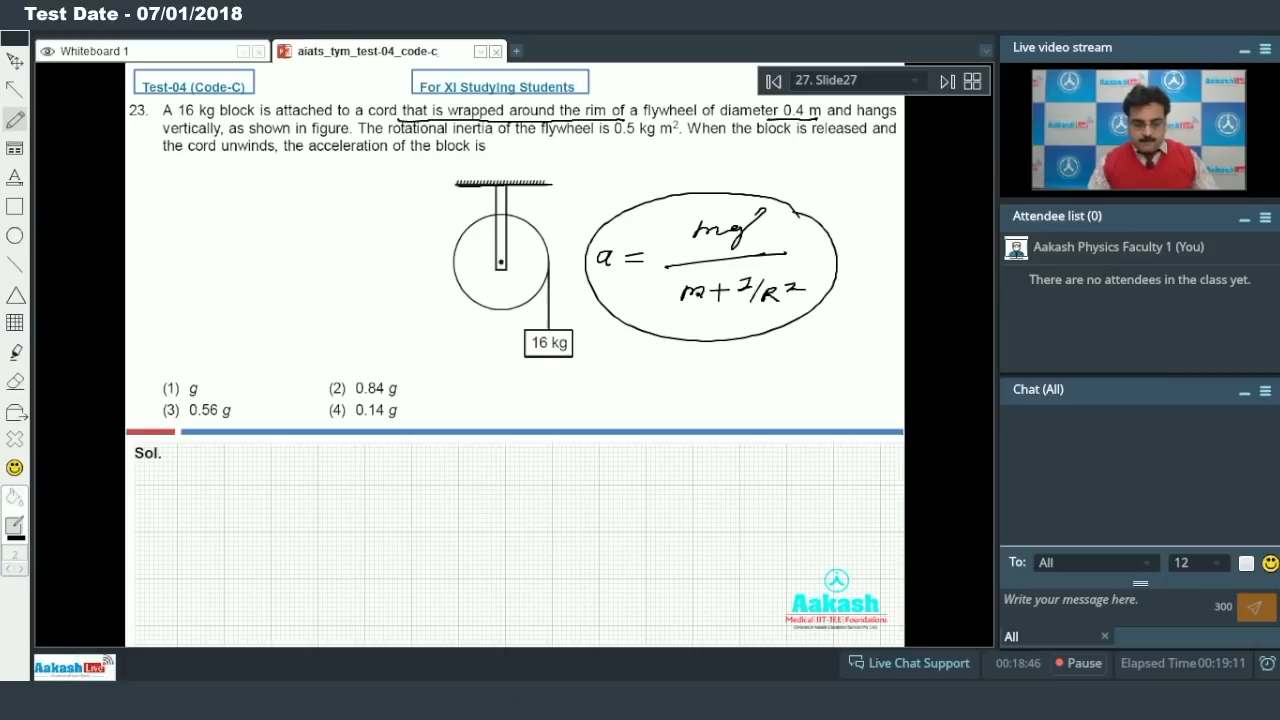 Test Date - 07/01/2018
Whiteboard 1
aiats_tym_test-04_code-c
Test-04 (Code-C)
For XI Studying Students
27. Slide27
23. A 16 kg block is attached to a cord that is wrapped around the rim of a flywheel of diameter 0.4 m and hangs
vertically, as shown in figure. The rotational inertia of the flywheel is 0.5 kg m². When the block is released and
the cord unwinds, the acceleration of the block is
a = mg / m + I/R²
16 kg
(1) g
(2) 0.84 g
(3) 0.56 g
(4) 0.14 g
Sol.
Aakash
Medical IIT-JEE Foundations
Aakash Live
2
Live video stream
Attendee list (0)
Aakash Physics Faculty 1 (You)
There are no attendees in the class yet.
Chat (All)
To: All 12
Write your message here.
300
All
Live Chat Support
00:18:46
Pause
Elapsed Time 00:19:11